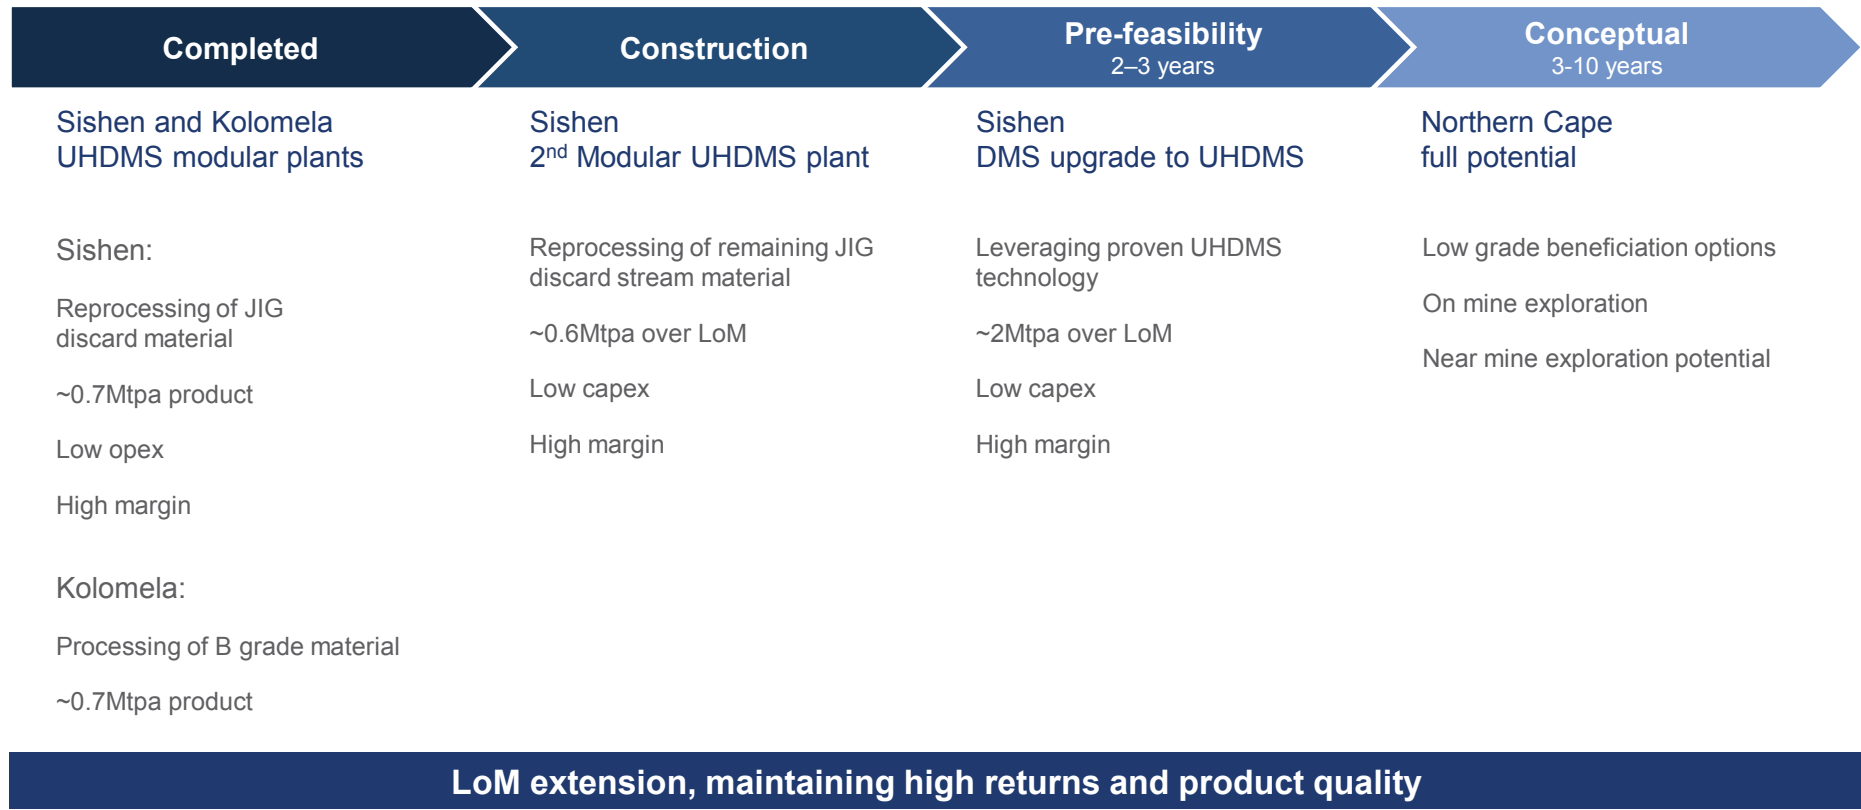 Completed
Construction
Pre-feasibility
2–3 years
Conceptual
3-10 years
Sishen and Kolomela
UHDMS modular plants
Sishen:
Reprocessing of JIG
discard material
~0.7Mtpa product
Low opex
High margin
Kolomela:
Processing of B grade material
~0.7Mtpa product
Sishen
2nd Modular UHDMS plant
Reprocessing of remaining JIG
discard stream material
~0.6Mtpa over LoM
Low capex
High margin
Sishen
DMS upgrade to UHDMS
Leveraging proven UHDMS
technology
~2Mtpa over LoM
Low capex
High margin
Northern Cape
full potential
Low grade beneficiation options
On mine exploration
Near mine exploration potential
LoM extension, maintaining high returns and product quality